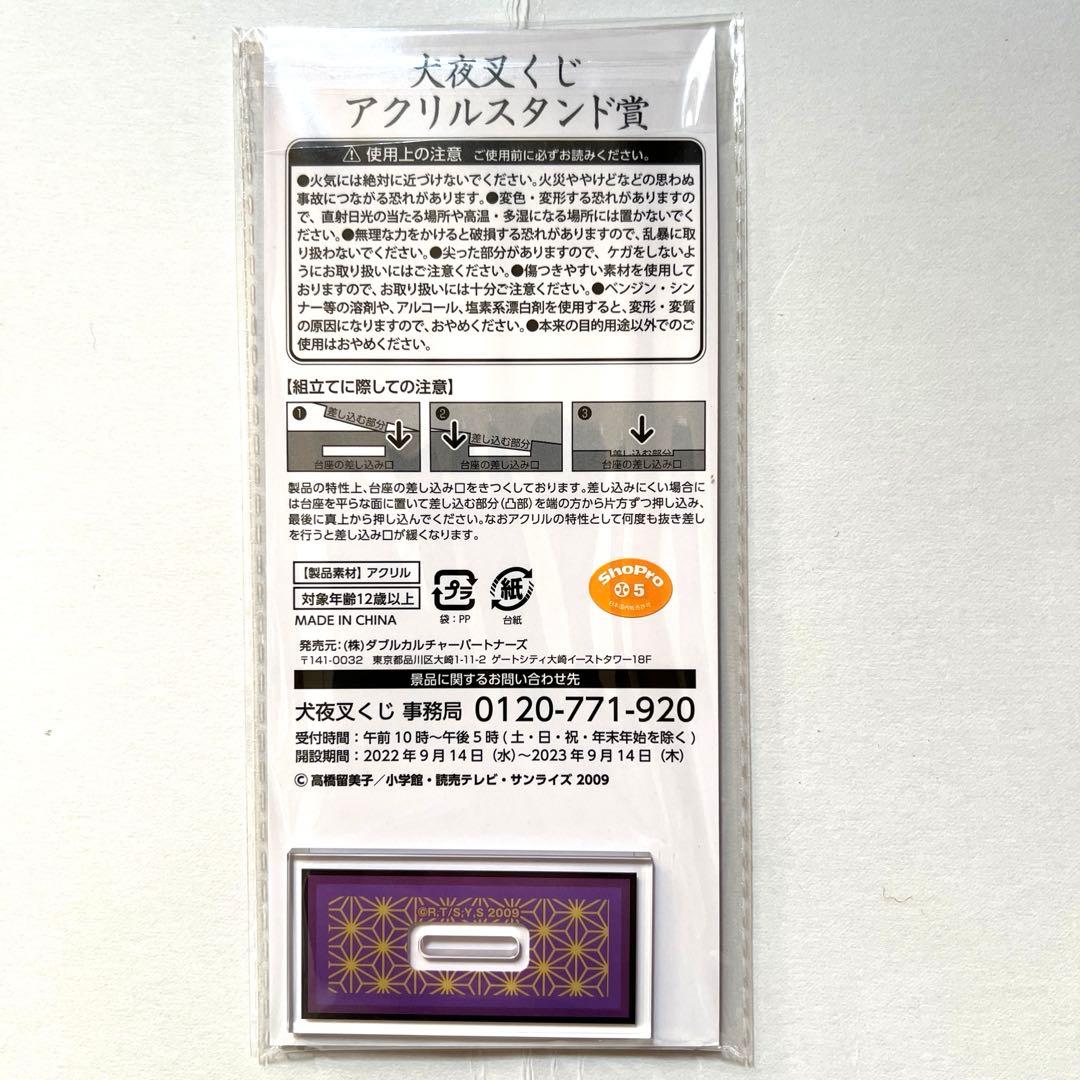 犬夜叉くじ
アクリルスタンド賞
使用上の注意 ご使用前に必ずお読みください。
●火気には絶対に近づけないでください。火災ややけどなどの思わぬ
事故につながる恐れがあります。●変色・変形する恐れがありますの
で、直射日光の当たる場所や高温・多湿になる場所には置かないでく
ださい。●無理な力をかけると破損する恐れがありますので、乱暴に取
り扱わないでください。●尖った部分がありますので、ケガをしないよ
うにお取り扱いにはご注意ください。●傷つきやすい素材を使用して
おりますので、お取り扱いには十分ご注意ください。●ベンジン・シン
ナー等の溶剤や、アルコール、塩素系漂白剤を使用すると、変形・変質
の原因になりますので、おやめください。●本来の目的用途以外でのご
使用はおやめください。
【組立てに際しての注意】
1 差し込む部分
台座の差し込み口
2 差し込む部分
台座の差し込み口
3 差し込む部分
台座の差し込み口
製品の特性上、台座の差し込み口をきつくしております。差し込みにくい場合に
は台座を平らな面に置いて差し込む部分（凸部）を端の方から片方ずつ押し込み、
最後に真上から押し込んでください。なおアクリルの特性として何度も抜き差し
を行うと差し込み口が緩くなります。
【製品素材】アクリル
対象年齢12歳以上
MADE IN CHINA
プラ
袋：PP
紙
台紙
ShoPro
5
日本国内販売許可
発売元：(株)ダブルカルチャーパートナーズ
〒141-0032 東京都品川区大崎1-11-2 ゲートシティ大崎イーストタワー18F
景品に関するお問い合わせ先
犬夜叉くじ 事務局 0120-771-920
受付時間：午前10時～午後5時(土・日・祝・年末年始を除く)
開設期間：2022年9月14日（水）～2023年9月14日（木）
©高橋留美子／小学館・読売テレビ・サンライズ 2009
©R.T/S,Y,S 2009